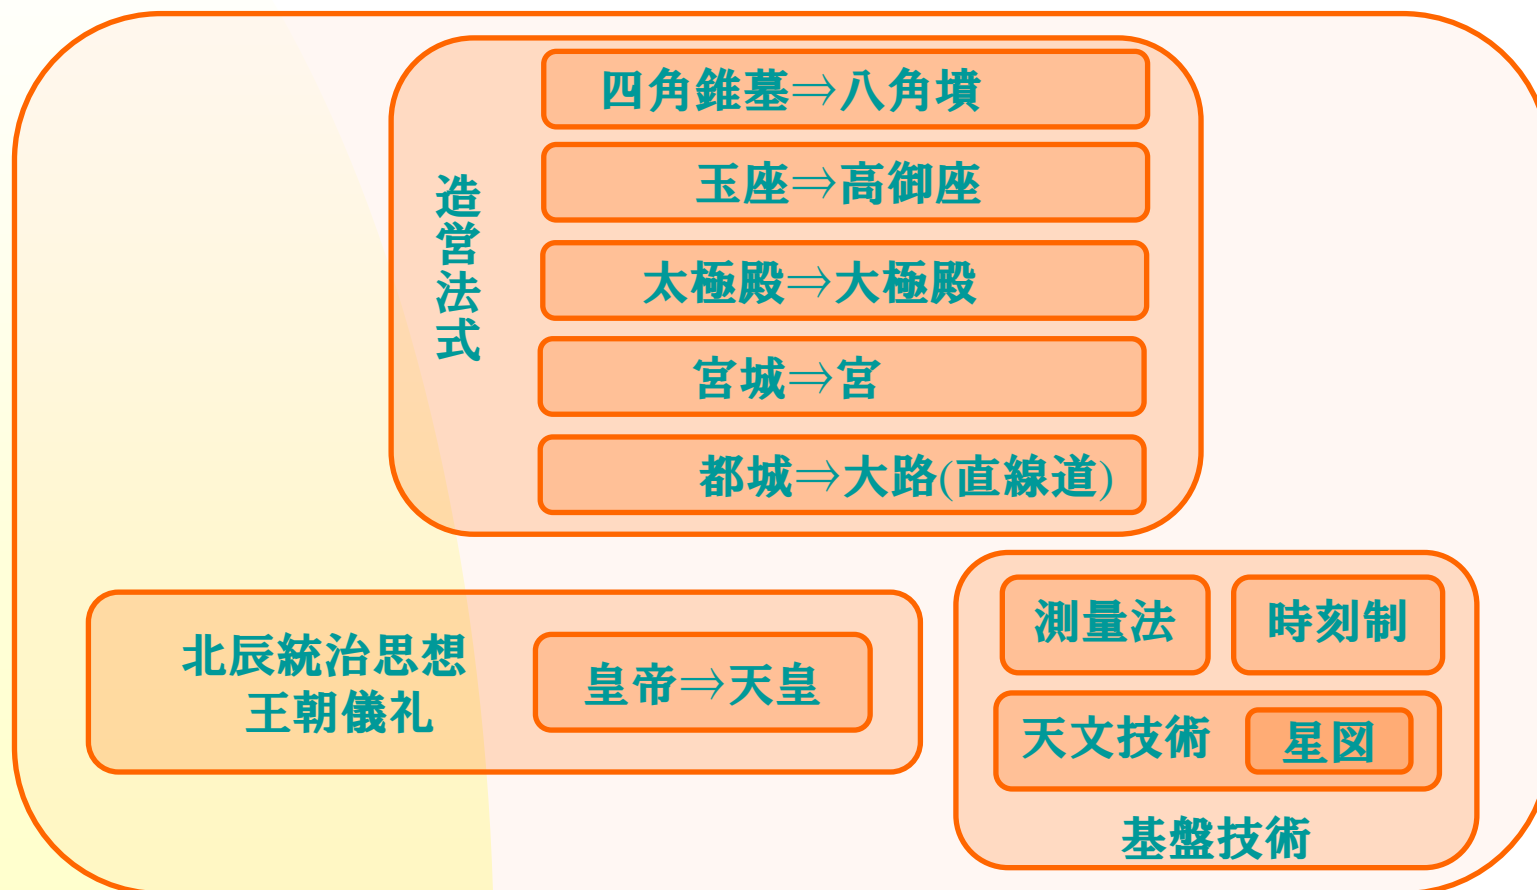 造営法式
四角錐墓⇒八角墳
玉座⇒高御座
太極殿⇒大極殿
宮城⇒宮
都城⇒大路(直線道)
北辰統治思想
王朝儀礼
皇帝⇒天皇
測量法
時刻制
天文技術
星図
基盤技術